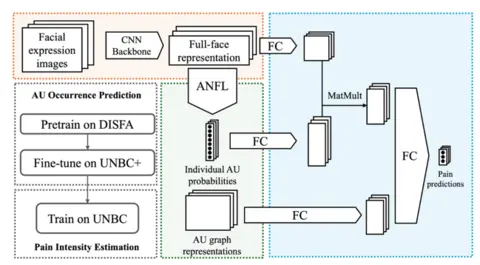 Facial
expression
images
CNN
Backbone
Full-face
representation
FC
ANFL
MatMult
AU Occurrence Prediction
Pretrain on DISFA
Fine-tune on UNBC+
Train on UNBC
Pain Intensity Estimation
Individual AU
probabilities
FC
AU graph
representations
FC
FC
Pain
predictions